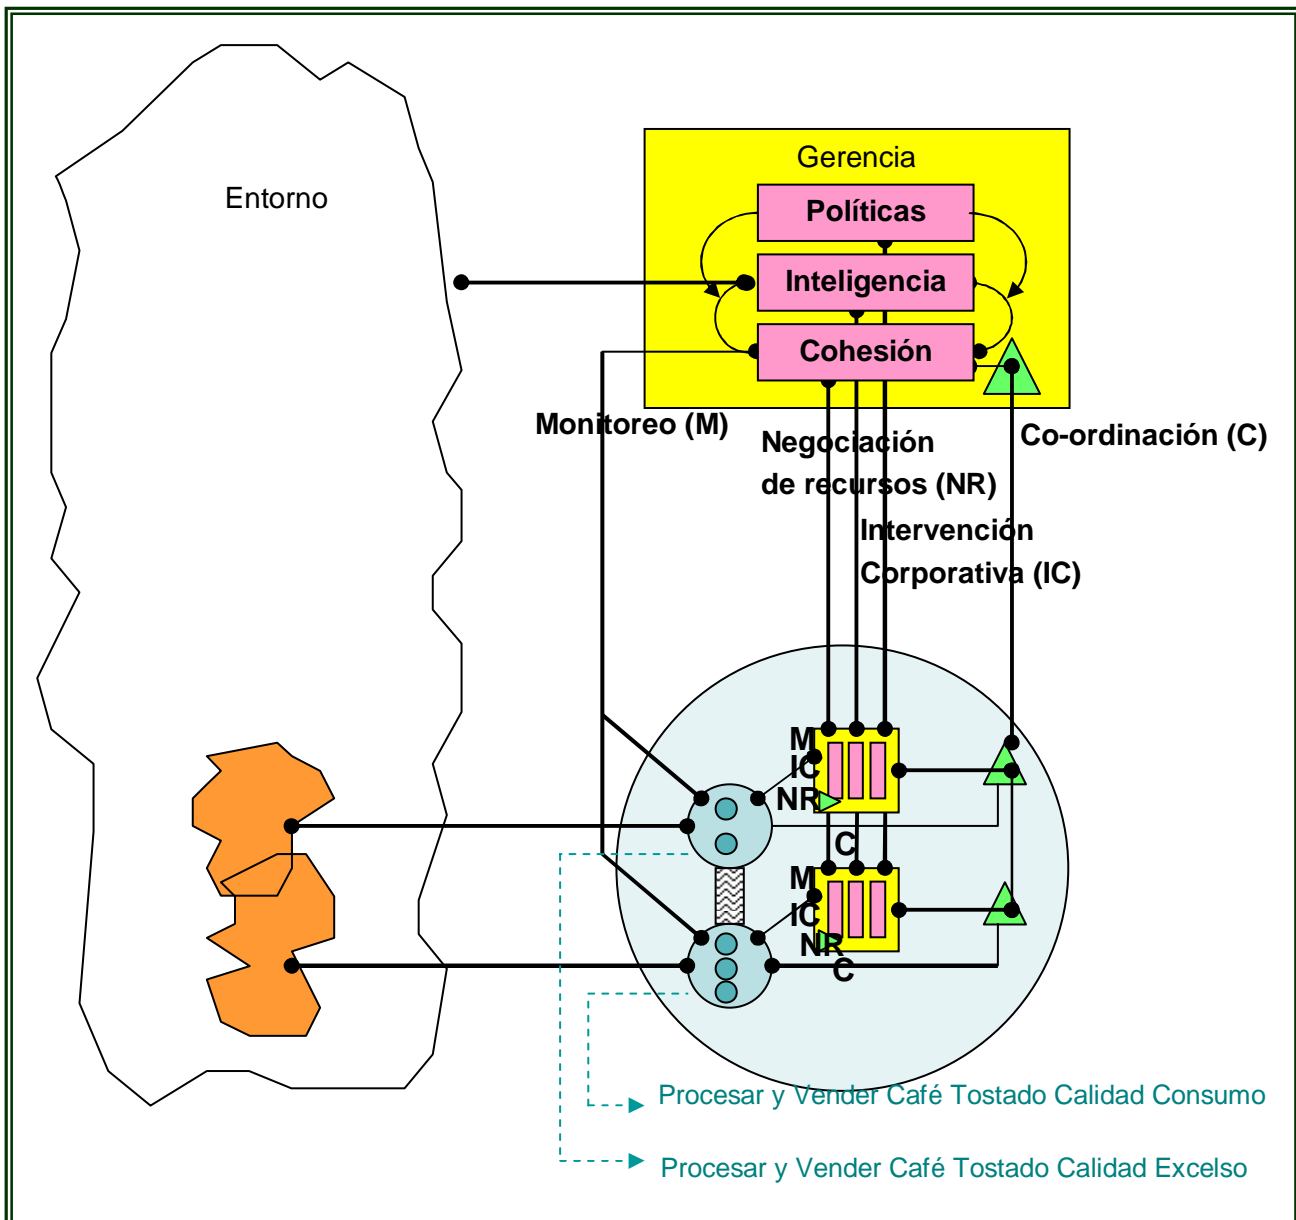 Gerencia
Entorno
Políticas
Inteligencia
Cohesión
Monitoreo (M)
Negociación
de recursos (NR)
Co-ordinación (C)
Intervención
Corporativa (IC)
M
IC
NR
C
M
IC
NR
C
Procesar y Vender Café Tostado Calidad Consumo
Procesar y Vender Café Tostado Calidad Excelso